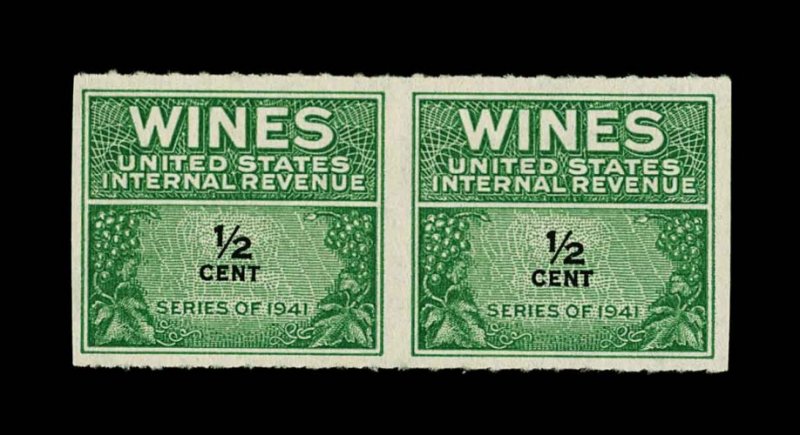 WINES
UNITED STATES
INTERNAL REVENUE
1/2
CENT
SERIES OF 1941
WINES
UNITED STATES
INTERNAL REVENUE
1/2
CENT
SERIES OF 1941